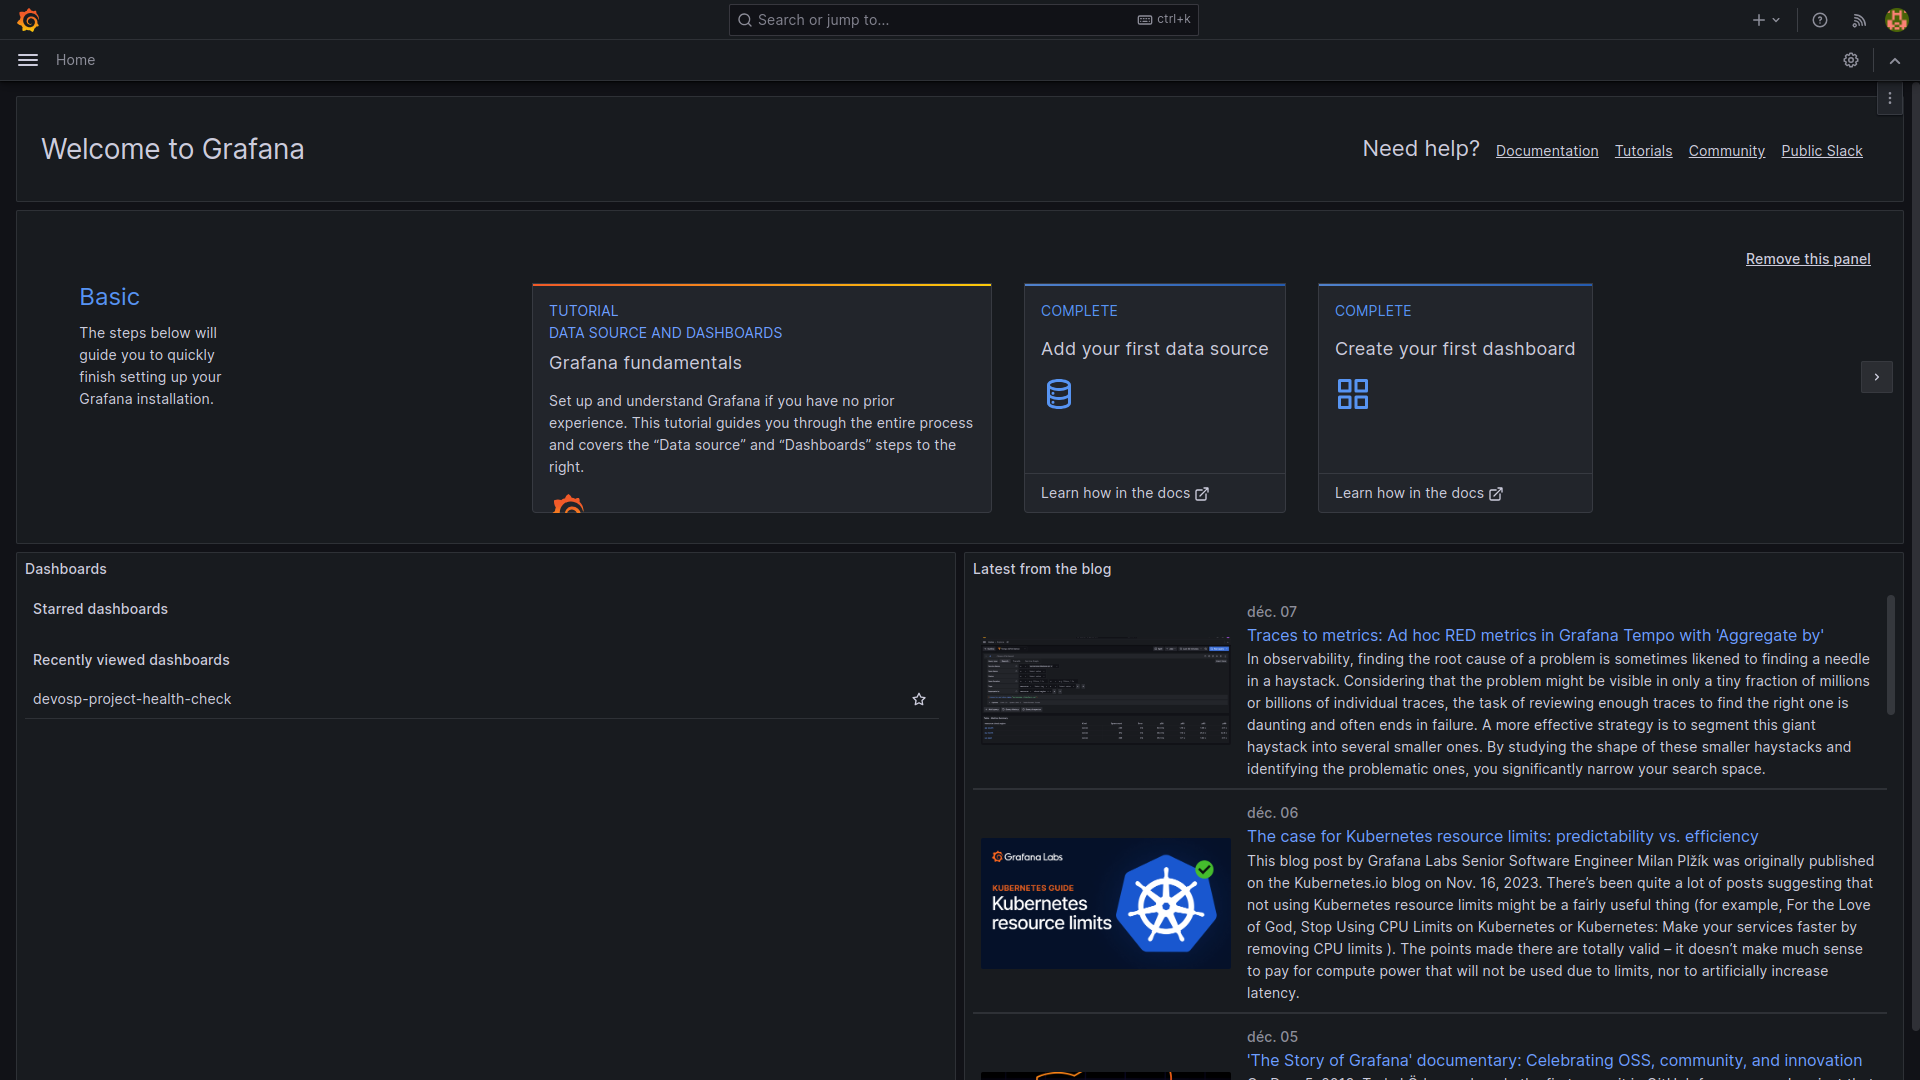 Search or jump to...
ctrl+k
Home
Welcome to Grafana
Need help?
Documentation
Tutorials
Community
Public Slack
Remove this panel
Basic
The steps below will
guide you to quickly
finish setting up your
Grafana installation.
TUTORIAL
DATA SOURCE AND DASHBOARDS
Grafana fundamentals
Set up and understand Grafana if you have no prior
experience. This tutorial guides you through the entire process
and covers the “Data source” and “Dashboards” steps to the
right.
COMPLETE
Add your first data source
Learn how in the docs
COMPLETE
Create your first dashboard
Learn how in the docs
Dashboards
Starred dashboards
Recently viewed dashboards
devosp-project-health-check
Latest from the blog
déc. 07
Traces to metrics: Ad hoc RED metrics in Grafana Tempo with 'Aggregate by'
In observability, finding the root cause of a problem is sometimes likened to finding a needle
in a haystack. Considering that the problem might be visible in only a tiny fraction of millions
or billions of individual traces, the task of reviewing enough traces to find the right one is
daunting and often ends in failure. A more effective strategy is to segment this giant
haystack into several smaller ones. By studying the shape of these smaller haystacks and
identifying the problematic ones, you significantly narrow your search space.
Grafana Labs
KUBERNETES GUIDE
Kubernetes
resource limits
déc. 06
The case for Kubernetes resource limits: predictability vs. efficiency
This blog post by Grafana Labs Senior Software Engineer Milan Plžík was originally published
on the Kubernetes.io blog on Nov. 16, 2023. There’s been quite a lot of posts suggesting that
not using Kubernetes resource limits might be a fairly useful thing (for example, For the Love
of God, Stop Using CPU Limits on Kubernetes or Kubernetes: Make your services faster by
removing CPU limits ). The points made there are totally valid – it doesn’t make much sense
to pay for compute power that will not be used due to limits, nor to artificially increase
latency.
déc. 05
'The Story of Grafana' documentary: Celebrating OSS, community, and innovation